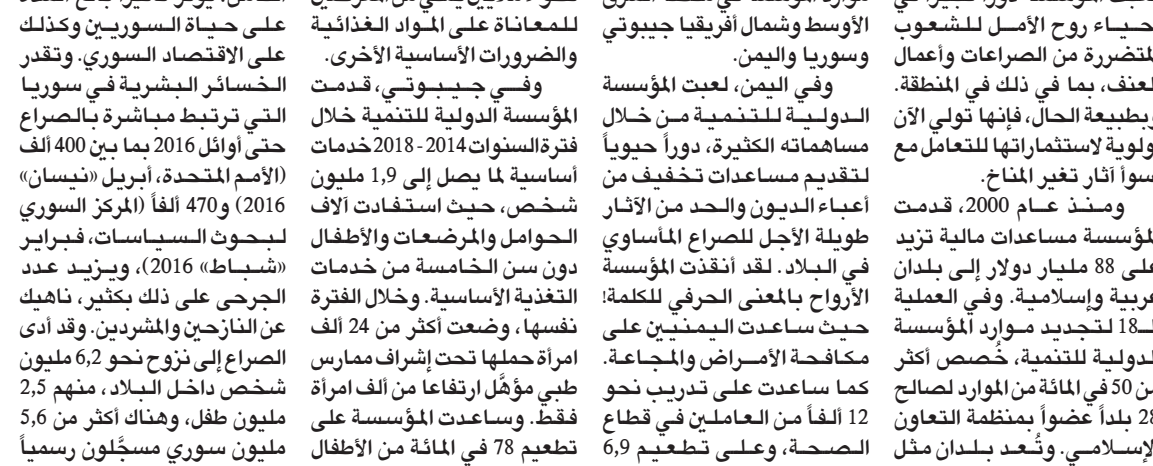 حياء روح الأمل للشعوب
لمتضررة من الصراعات وأعمال
لعنف، بما في ذلك في المنطقة.
وبطبيعة الحال، فإنها تولي الآن
ولوية لاستثماراتها للتعامل مع
سوأ آثار تغير المناخ.
ومنذ عام 2000، قدمت
لمؤسسة مساعدات مالية تزيد
على 88 مليار دولار إلى بلدان
عربية وإسلامية. وفي العملية
لـ18 لتجديد موارد المؤسسة
لدولية للتنمية، خُصص أكثر
من 50 في المائة من الموارد لصالح
28 بلداً عضواً بمنظمة التعاون
لإسلامي. وتُعد بلدان مثل
الأوسط وشمال أفريقيا جيبوتي
وسوريا واليمن.
وفي اليمن، لعبت المؤسسة
الدولية للتنمية من خلال
مساهماته الكثيرة، دوراً حيوياً
لتقديم مساعدات تخفيف من
أعباء الديون والحد من الآثار
طويلة الأجل للصراع المأساوي
في البلاد. لقد أنقذت المؤسسة
الأرواح بالمعنى الحرفي للكلمة!
حيث ساعدت اليمنيين على
مكافحة الأمراض والمجاعة.
كما ساعدت على تدريب نحو
12 ألفاً من العاملين في قطاع
الصحة، وعلى تطعيم 6,9
للمعاناة على المواد الغذائية
والضرورات الأساسية الأخرى.
وفي جيبوتي، قدمت
المؤسسة الدولية للتنمية خلال
فترة السنوات 2014 - 2018 خدمات
أساسية لما يصل إلى 1,9 مليون
شخص، حيث استفادت آلاف
الحوامل والمرضعات والأطفال
دون سن الخامسة من خدمات
التغذية الأساسية. وخلال الفترة
نفسها، وضعت أكثر من 24 ألف
امرأة حملها تحت إشراف ممارس
طبي مؤهَّل ارتفاعا من ألف امرأة
فقط. وساعدت المؤسسة على
تطعيم 78 في المائة من الأطفال
على حياة السوريين وكذلك
على الاقتصاد السوري. وتقدر
الخسائر البشرية في سوريا
التي ترتبط مباشرة بالصراع
حتى أوائل 2016 بما بين 400 ألف
(الأمم المتحدة، أبريل «نيسان»
2016) و470 ألفاً (المركز السوري
لبحوث السياسات، فبراير
«شباط» 2016)، ويزيد عدد
الجرحى على ذلك بكثير، ناهيك
عن النازحين والمشردين. وقد أدى
الصراع إلى نزوح نحو 6,2 مليون
شخص داخل البلاد، منهم 2,5
مليون طفل، وهناك أكثر من 5,6
مليون سوري مسجَّلون رسمياً